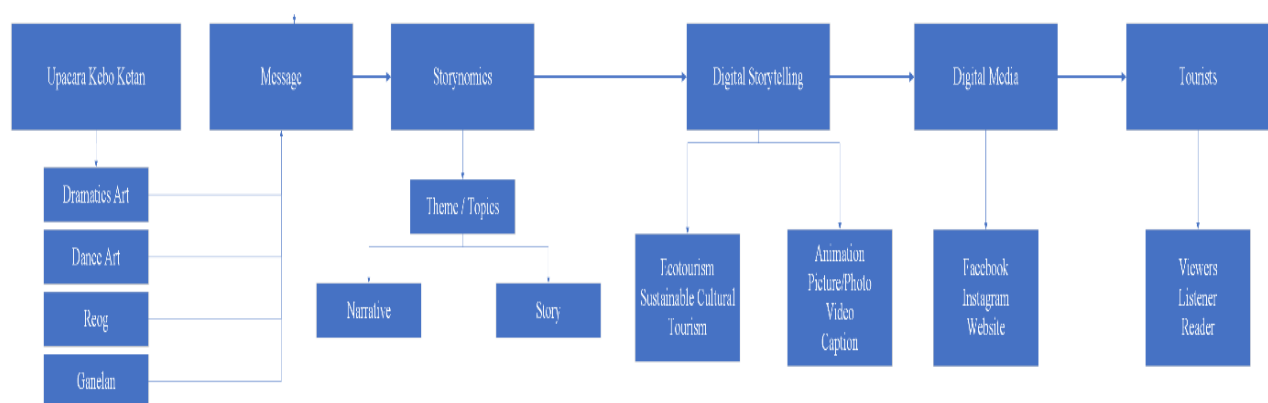 Upacara Kebo Ketan
Message
Storynomics
Digital Storytelling
Digital Media
Tourists
Dramatics Art
Dance Art
Reog
Ganelan
Theme / Topics
Narrative
Story
Ecotourism
Sustainable Cultural
Tourism
Animation
Picture/Photo
Video
Caption
Facebook
Instagram
Website
Viewers
Listener
Reader